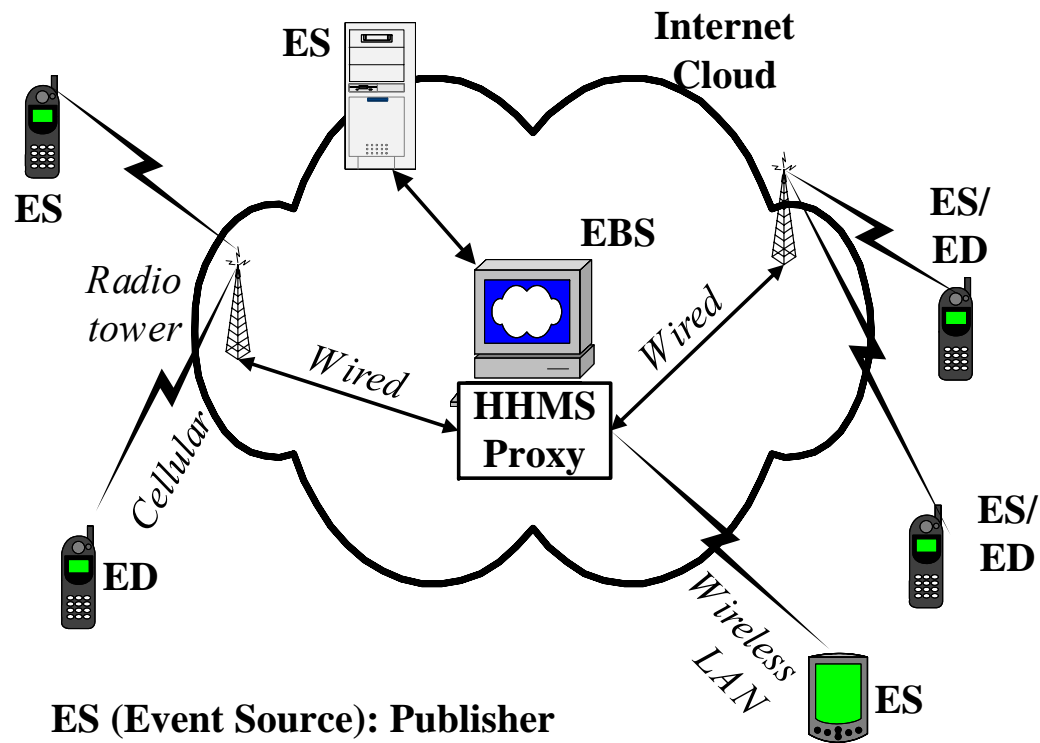 Internet
Cloud
ES
ES
ES/
ED
EBS
Radio
tower
Wired
Wired
HHMS
Proxy
Cellular
ES/
ED
ED
Wireless
LAN
ES
ES (Event Source): Publisher